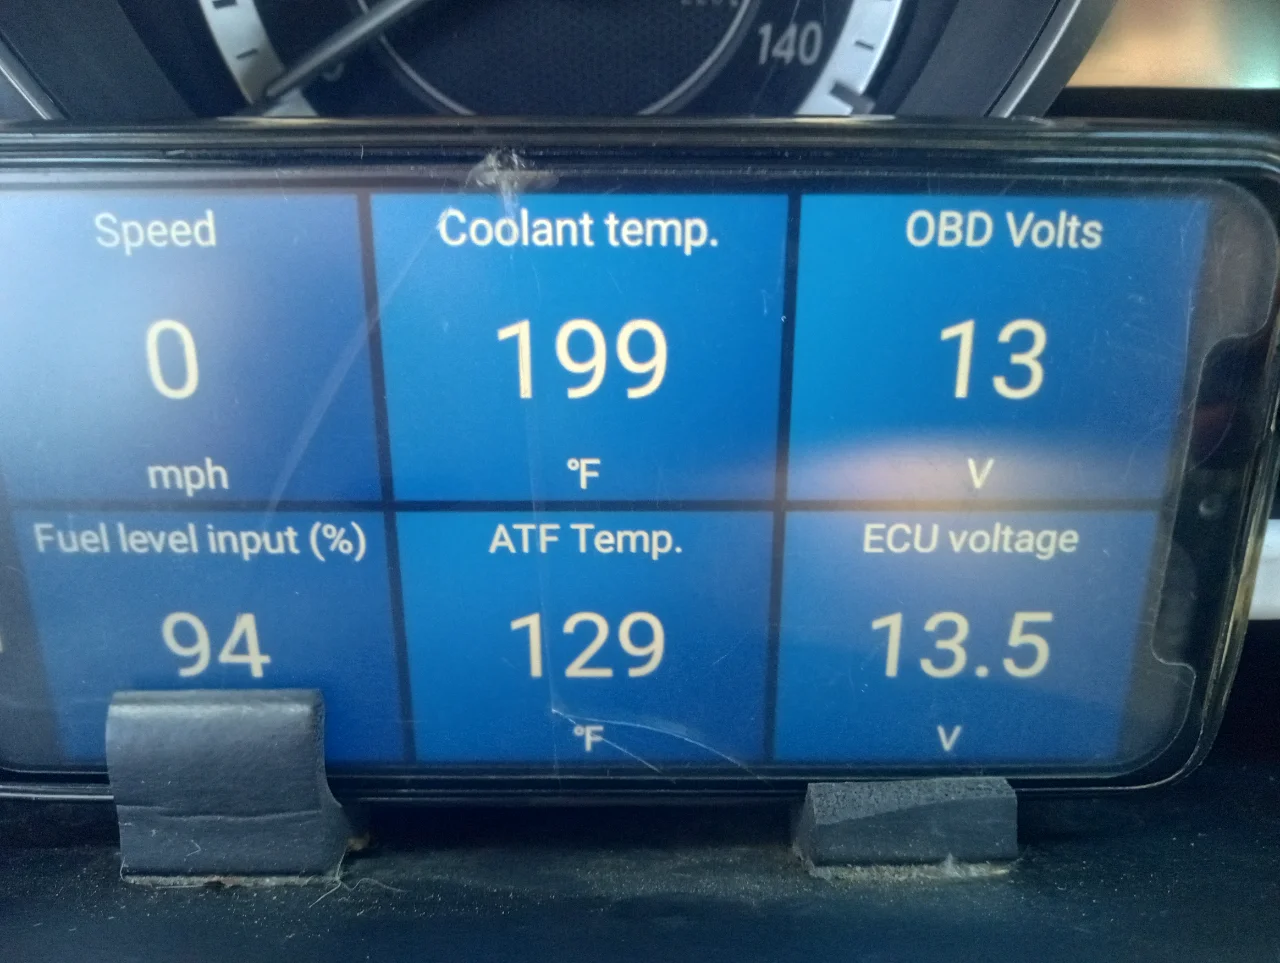 140
Speed
0
mph
Coolant temp.
199
°F
OBD Volts
13
V
Fuel level input (%)
94
ATF Temp.
129
°F
ECU voltage
13.5
V